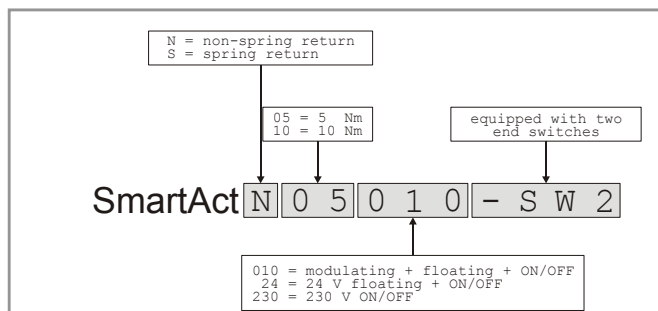 N = non-spring return
S = spring return
05 = 5 Nm
10 = 10 Nm
equipped with two
end switches
SmartAct N 0 5 0 1 0 - S W 2
010 = modulating + floating + ON/OFF
24 = 24 V floating + ON/OFF
230 = 230 V ON/OFF